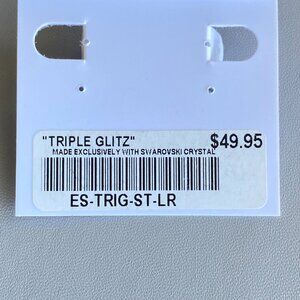 "TRIPLE GLITZ" $49.95
MADE EXCLUSIVELY WITH SWAROVSKI CRYSTAL
ES-TRIG-ST-LR